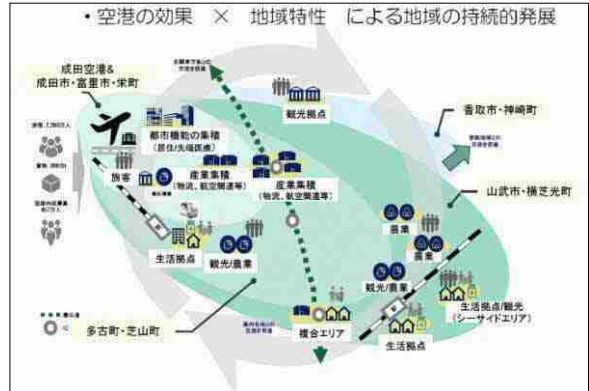 ・空港の効果 × 地域特性 による地域の持続的発展
成田空港&
成田市・富里市・栄町
観光拠点
香取市・神崎町
都市機能の集積
(居住/先端医療)
旅客
産業集積
(物流、航空関連等)
産業集積
(物流、航空関連等)
山武市・横芝光町
農業
農業
生活拠点
観光/農業
観光/農業
多古町・芝山町
複合エリア
生活拠点
生活拠点/観光
(シーサイドエリア)